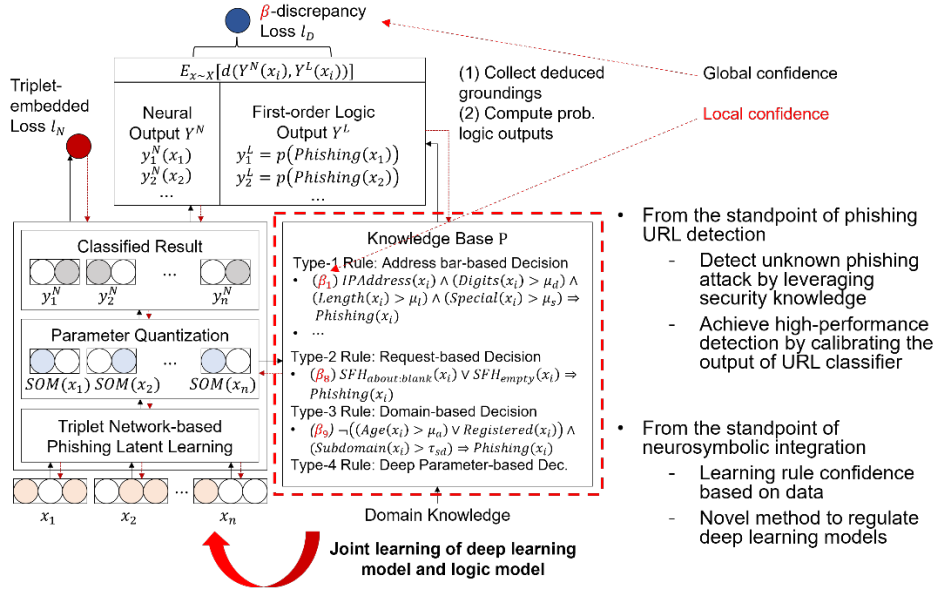 β-discrepancy
Loss l_D
E_{x~X}[d(Y^N(x_i), Y^L(x_i))]
Neural
Output Y^N
y_1^N(x_1)
y_2^N(x_2)
...
First-order Logic
Output Y^L
y_1^L = p(Phishing(x_1))
y_2^L = p(Phishing(x_2))
...
(1) Collect deduced
groundings
(2) Compute prob.
logic outputs
Global confidence
Local confidence
Triplet-
embedded
Loss l_N
Classified Result
...
y_1^N y_2^N y_n^N
Parameter Quantization
...
SOM(x_1) SOM(x_2) SOM(x_n)
Triplet Network-based
Phishing Latent Learning
...
x_1 x_2 x_n
Knowledge Base P
Type-1 Rule: Address bar-based Decision
• (β_1) IPAddress(x_i) ∧ (Digits(x_i) > μ_d) ∧
(Length(x_i) > μ_l) ∧ (Special(x_i) > μ_s) ⇒
Phishing(x_i)
• ...
Type-2 Rule: Request-based Decision
• (β_8) SFH_{about:blank}(x_i) ∨ SFH_{empty}(x_i) ⇒
Phishing(x_i)
Type-3 Rule: Domain-based Decision
• (β_9) ¬((Age(x_i) > μ_a) ∨ Registered(x_i)) ∧
(Subdomain(x_i) > τ_{sd}) ⇒ Phishing(x_i)
Type-4 Rule: Deep Parameter-based Dec.
Domain Knowledge
Joint learning of deep learning
model and logic model
• From the standpoint of phishing
URL detection
- Detect unknown phishing
attack by leveraging
security knowledge
- Achieve high-performance
detection by calibrating the
output of URL classifier
• From the standpoint of
neurosymbolic integration
- Learning rule confidence
based on data
- Novel method to regulate
deep learning models